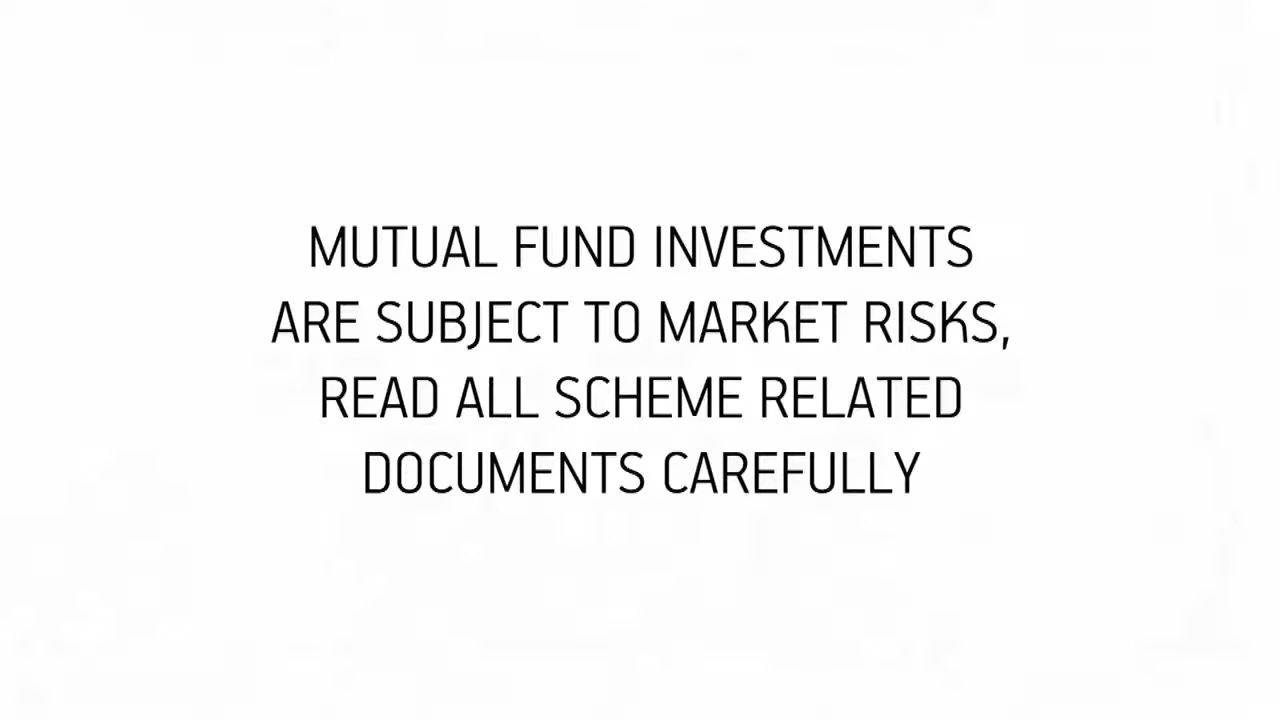 MUTUAL FUND INVESTMENTS
ARE SUBJECT TO MARKET RISKS,
READ ALL SCHEME RELATED
DOCUMENTS CAREFULLY